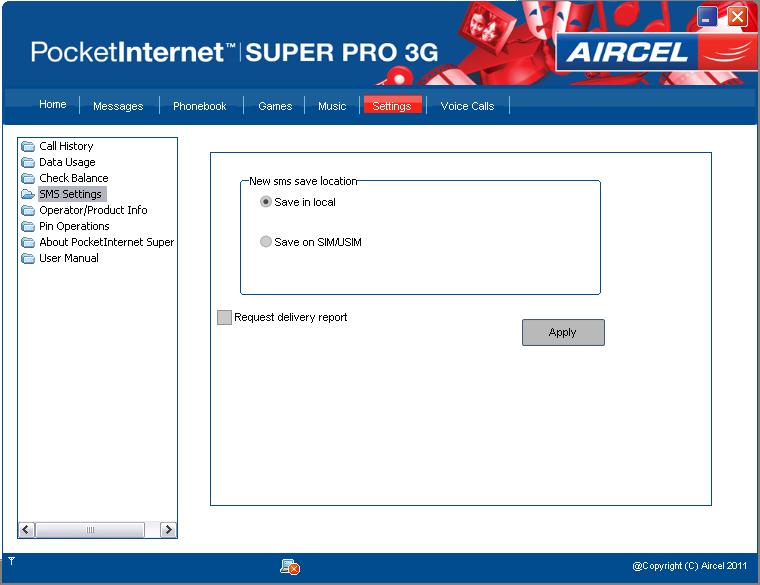 PocketInternet™ | SUPER PRO 3G
AIRCEL
Home Messages Phonebook Games Music Settings Voice Calls
Call History
Data Usage
Check Balance
SMS Settings
Operator/Product Info
Pin Operations
About PocketInternet Super
User Manual
New sms save location
Save in local
Save on SIM/USIM
Request delivery report
Apply
@Copyright (C) Aircel 2011